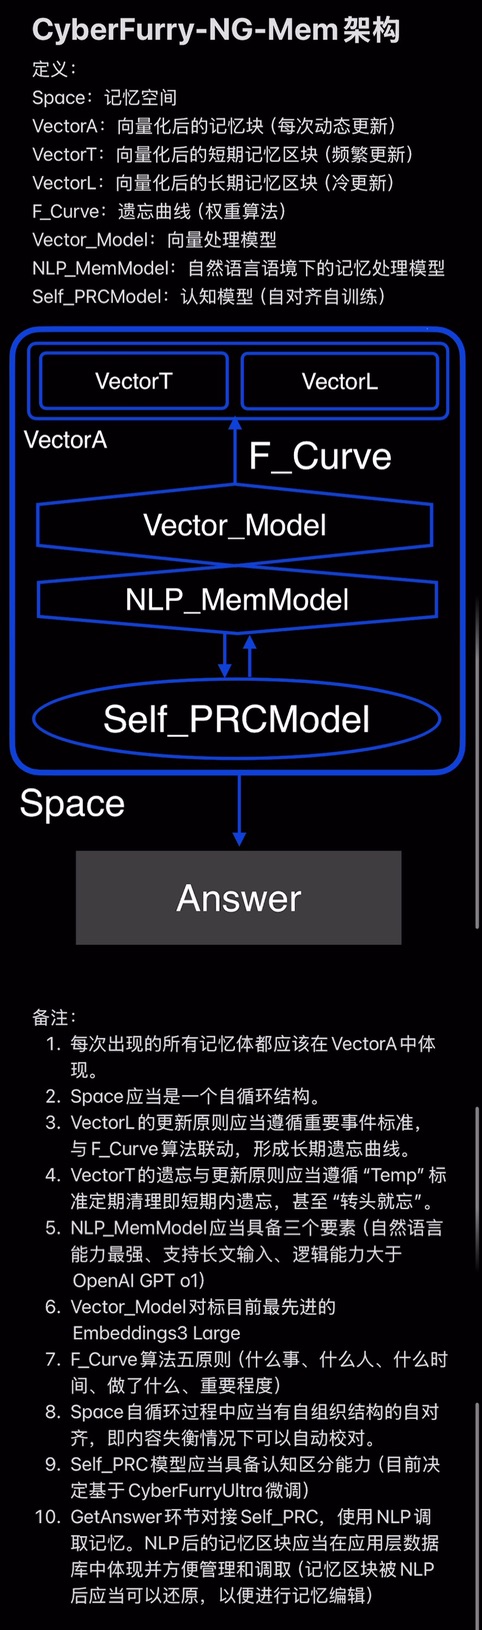 CyberFurry-NG-Mem架构
定义：
Space：记忆空间
VectorA：向量化后的记忆块（每次动态更新）
VectorT：向量化后的短期记忆区块（频繁更新）
VectorL：向量化后的长期记忆区块（冷更新）
F_Curve：遗忘曲线（权重算法）
Vector_Model：向量处理模型
NLP_MemModel：自然语言语境下的记忆处理模型
Self_PRCModel：认知模型（自对齐自训练）
VectorT
VectorL
VectorA
F_Curve
Vector_Model
NLP_MemModel
Self_PRCModel
Space
Answer
备注：
1. 每次出现的所有记忆体都应该在VectorA中体
现。
2. Space应当是一个自循环结构。
3. VectorL的更新原则应当遵循重要事件标准，
与F_Curve算法联动，形成长期遗忘曲线。
4. VectorT的遗忘与更新原则应当遵循 “Temp” 标
准定期清理即短期内遗忘，甚至 “转头就忘”。
5. NLP_MemModel应当具备三个要素（自然语言
能力最强、支持长文输入、逻辑能力大于
OpenAI GPT o1）
6. Vector_Model对标目前最先进的
Embeddings3 Large
7. F_Curve算法五原则（什么事、什么人、什么时
间、做了什么、重要程度）
8. Space自循环过程中应当有自组织结构的自对
齐，即内容失衡情况下可以自动校对。
9. Self_PRC模型应当具备认知区分能力（目前决
定基于CyberFurryUltra微调）
10. GetAnswer环节对接Self_PRC，使用NLP调
取记忆。NLP后的记忆区块应当在应用层数据
库中体现并方便管理和调取（记忆区块被NLP
后应当可以还原，以便进行记忆编辑）